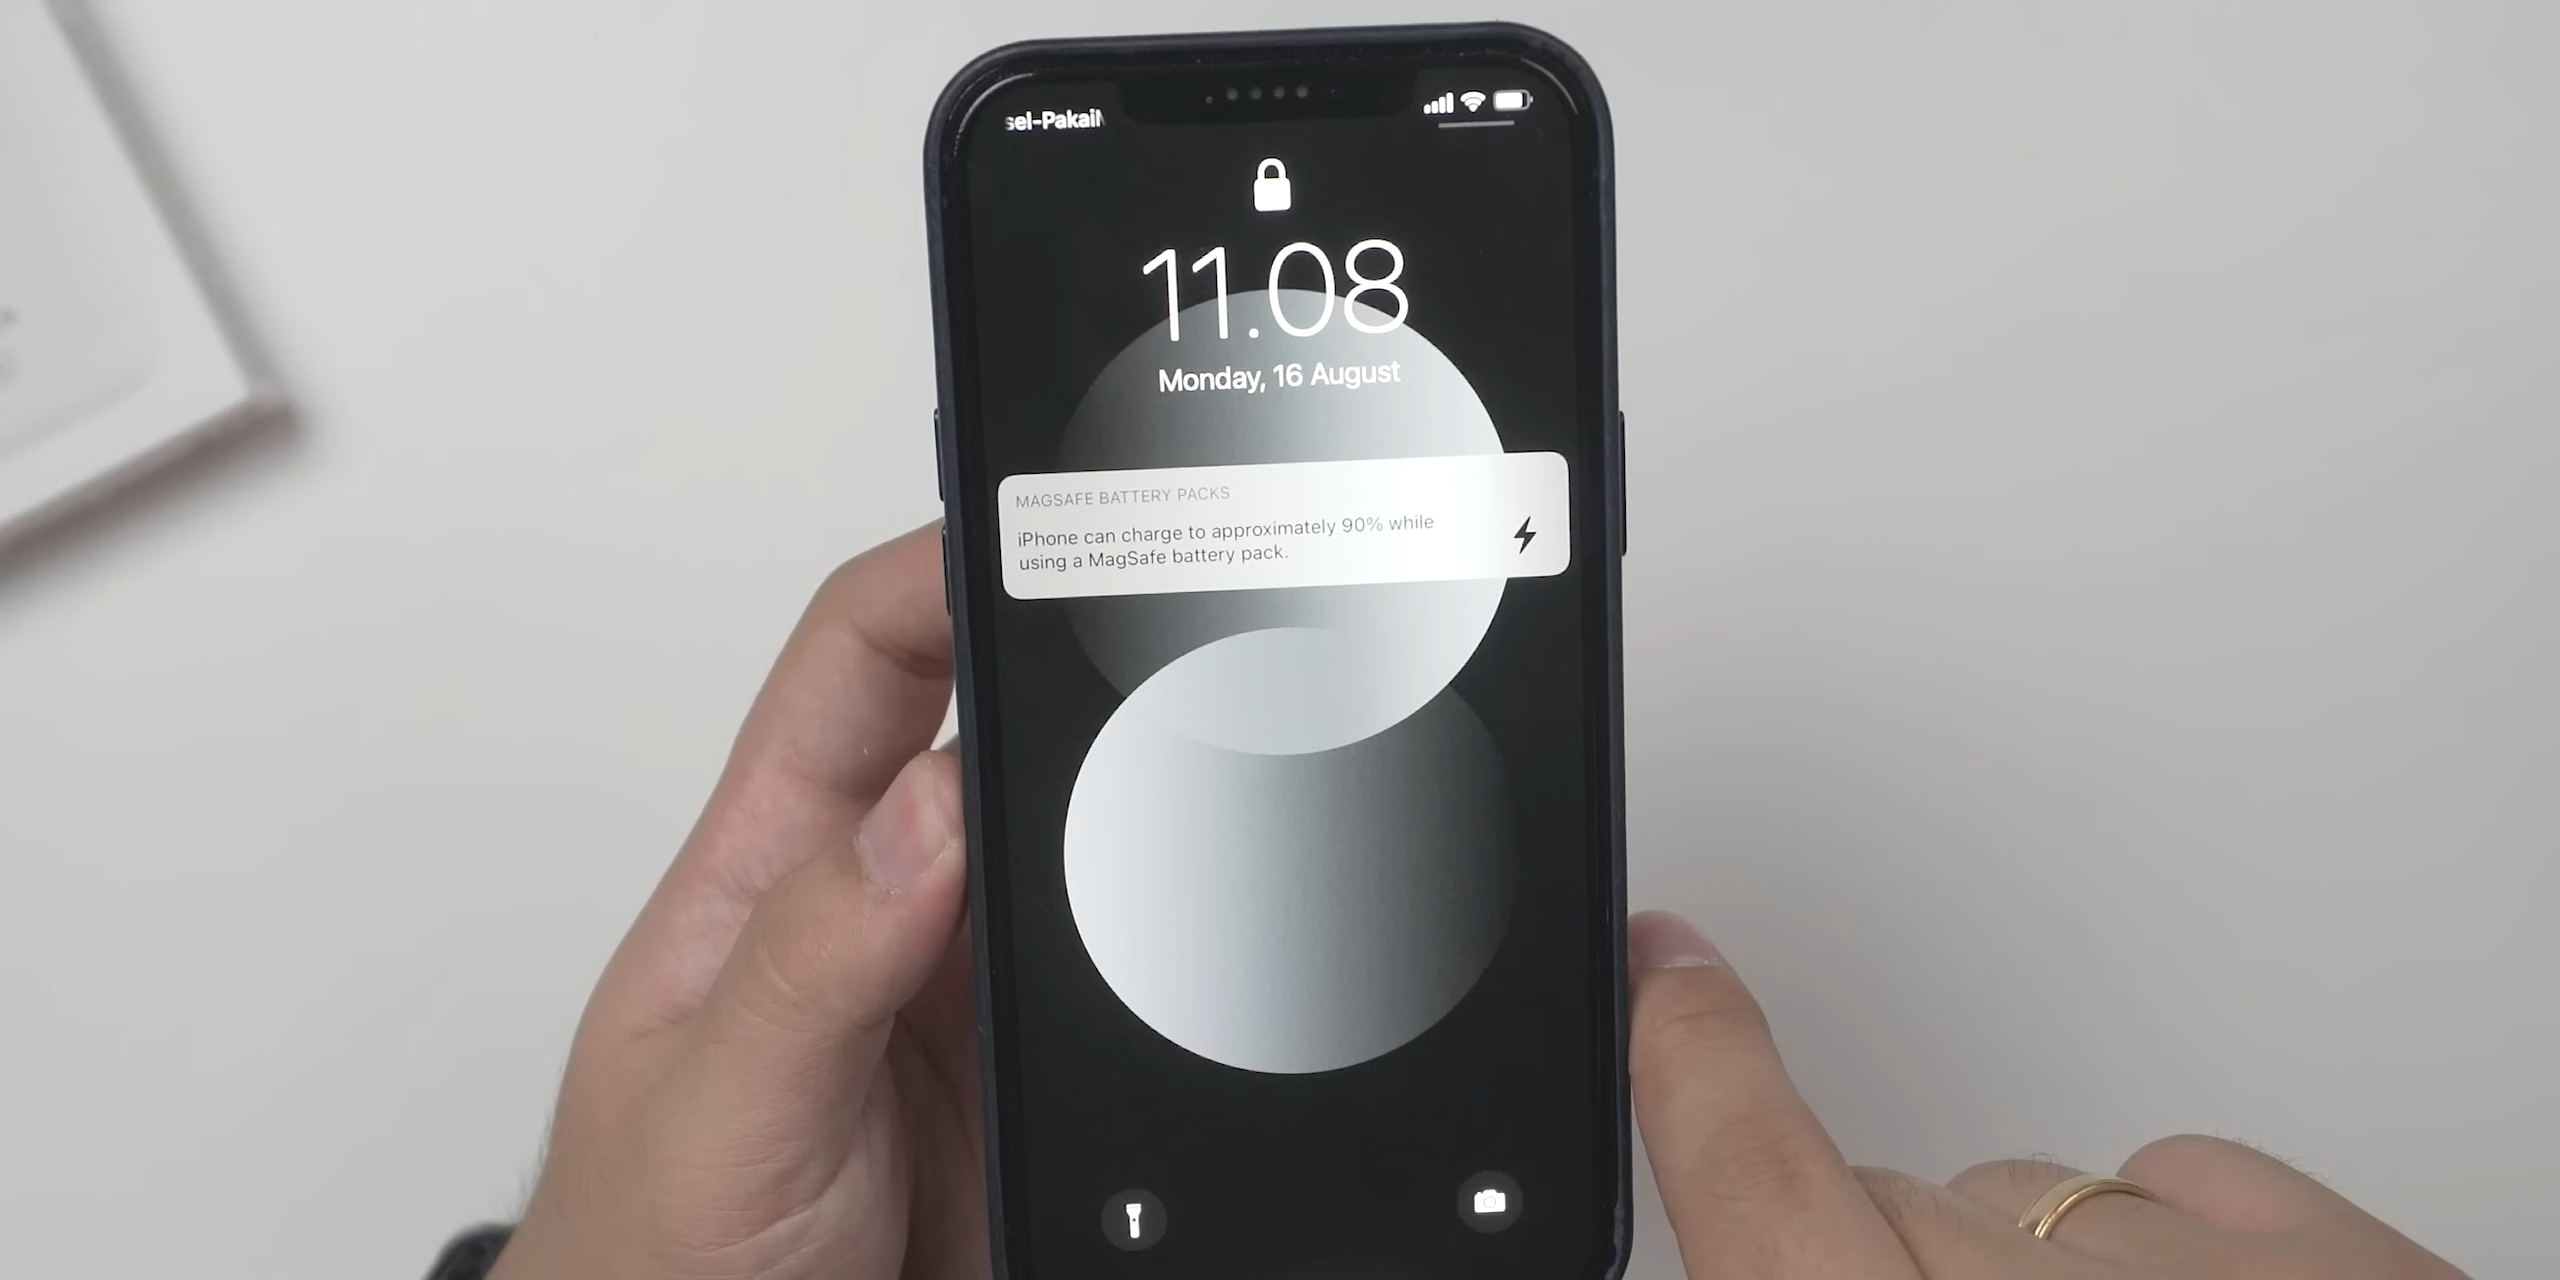 sel-Pakai
11.08
Monday, 16 August
MAGSAFE BATTERY PACKS
iPhone can charge to approximately 90% while
using a MagSafe battery pack.